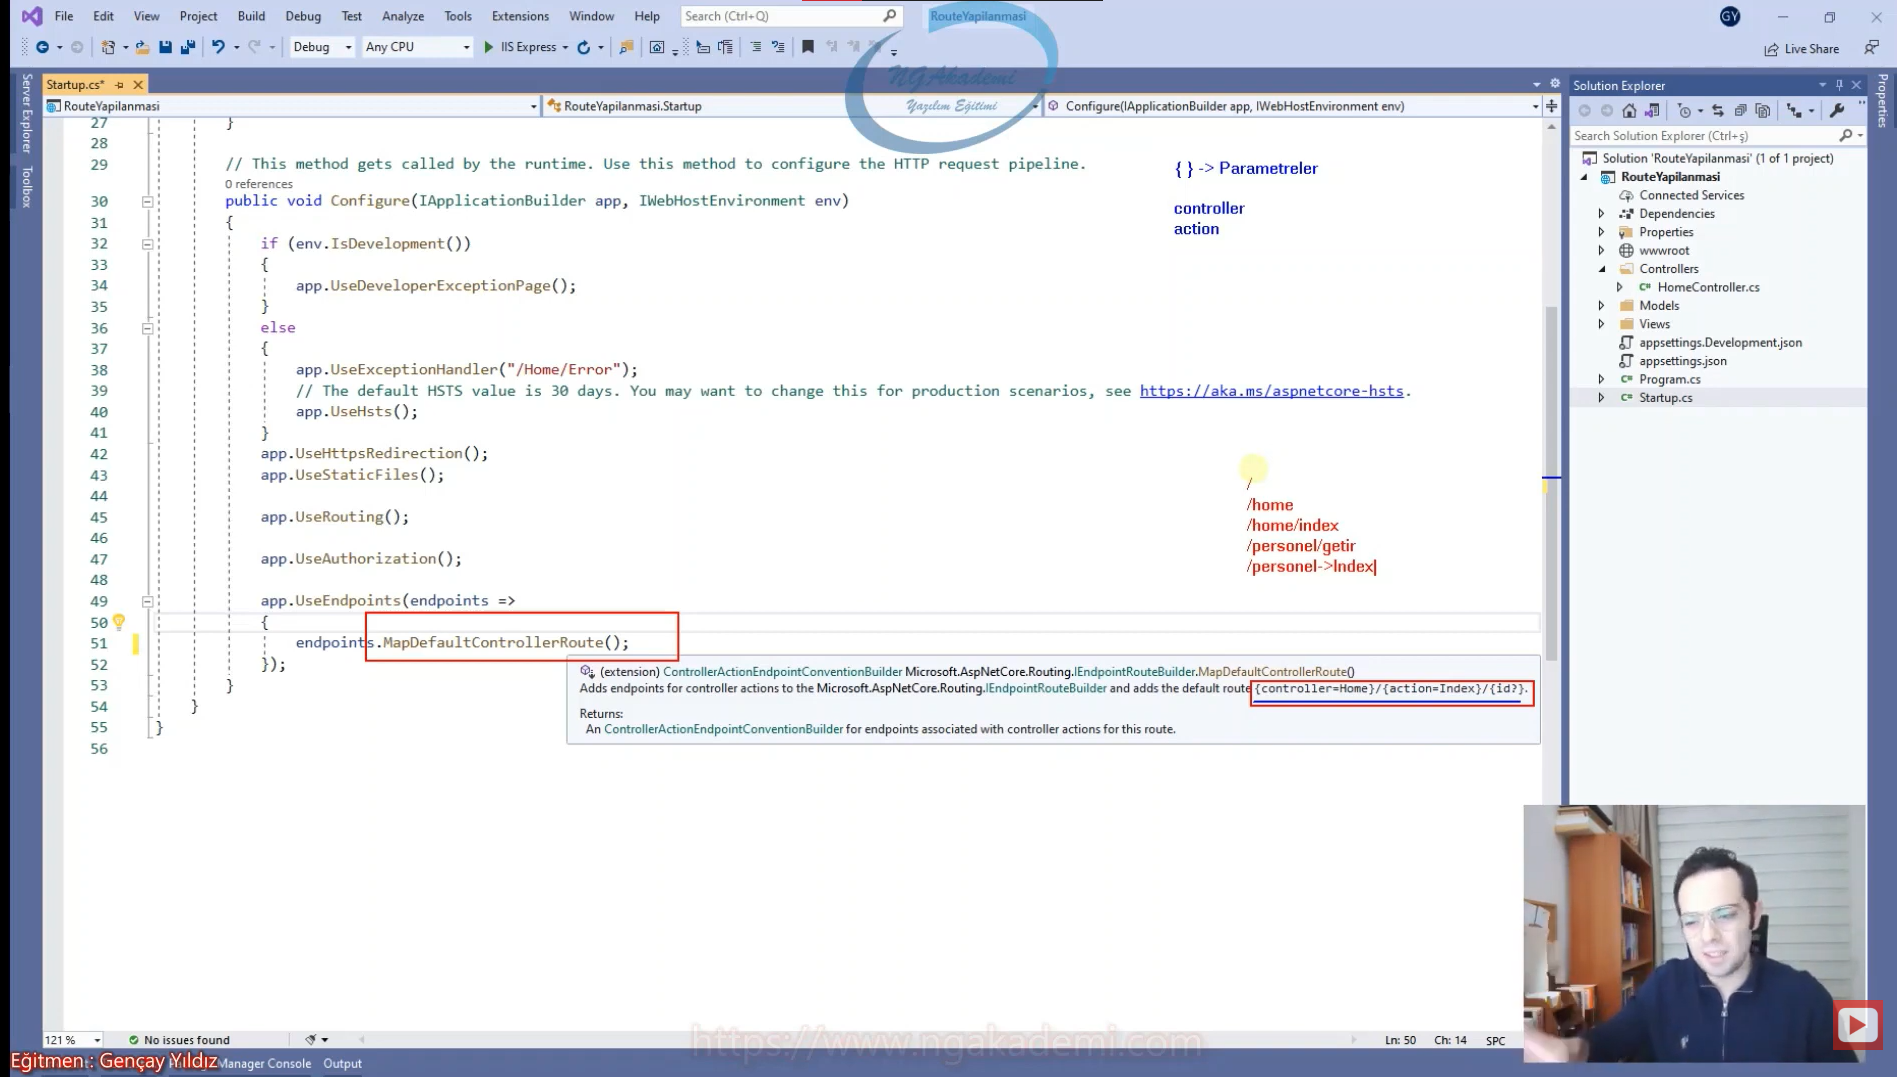 File Edit View Project Build Debug Test Analyze Tools Extensions Window Help Search (Ctrl+Q) RouteYapilanmasi GY
Debug Any CPU IIS Express Live Share
NGAkademi
Yazılım Eğitimi
Server Explorer
Toolbox
Properties
Startup.cs*
RouteYapilanmasi RouteYapilanmasi.Startup Configure(IApplicationBuilder app, IWebHostEnvironment env)
27 }
28
29 // This method gets called by the runtime. Use this method to configure the HTTP request pipeline.
0 references
30 public void Configure(IApplicationBuilder app, IWebHostEnvironment env)
31 {
32 if (env.IsDevelopment())
33 {
34 app.UseDeveloperExceptionPage();
35 }
36 else
37 {
38 app.UseExceptionHandler("/Home/Error");
39 // The default HSTS value is 30 days. You may want to change this for production scenarios, see https://aka.ms/aspnetcore-hsts.
40 app.UseHsts();
41 }
42 app.UseHttpsRedirection();
43 app.UseStaticFiles();
44
45 app.UseRouting();
46
47 app.UseAuthorization();
48
49 app.UseEndpoints(endpoints =>
50 {
51 endpoints.MapDefaultControllerRoute();
52 });
53 }
54 }
55 }
56
{ } -> Parametreler
controller
action
/
/home
/home/index
/personel/getir
/personel->Index
(extension) ControllerActionEndpointConventionBuilder Microsoft.AspNetCore.Routing.IEndpointRouteBuilder.MapDefaultControllerRoute()
Adds endpoints for controller actions to the Microsoft.AspNetCore.Routing.IEndpointRouteBuilder and adds the default route {controller=Home}/{action=Index}/{id?}.
Returns:
An ControllerActionEndpointConventionBuilder for endpoints associated with controller actions for this route.
Solution Explorer
Search Solution Explorer (Ctrl+ş)
Solution 'RouteYapilanmasi' (1 of 1 project)
RouteYapilanmasi
Connected Services
Dependencies
Properties
wwwroot
Controllers
C# HomeController.cs
Models
Views
appsettings.Development.json
appsettings.json
C# Program.cs
C# Startup.cs
121 % No issues found Ln: 50 Ch: 14 SPC
https://www.ngakademi.com
Eğitmen : Gençay Yıldız Manager Console Output